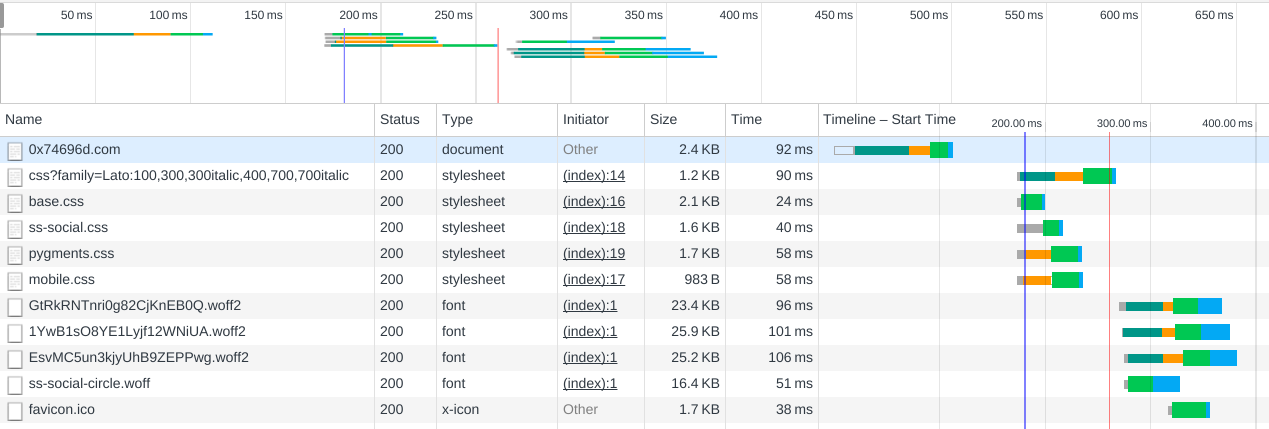 50 ms 100 ms 150 ms 200 ms 250 ms 300 ms 350 ms 400 ms 450 ms 500 ms 550 ms 600 ms 650 ms
Name Status Type Initiator Size Time Timeline – Start Time 200.00 ms 300.00 ms 400.00 ms
0x74696d.com 200 document Other 2.4 KB 92 ms
css?family=Lato:100,300,300italic,400,700,700italic 200 stylesheet (index):14 1.2 KB 90 ms
base.css 200 stylesheet (index):16 2.1 KB 24 ms
ss-social.css 200 stylesheet (index):18 1.6 KB 40 ms
pygments.css 200 stylesheet (index):19 1.7 KB 58 ms
mobile.css 200 stylesheet (index):17 983 B 58 ms
GtRkRNTnri0g82CjKnEB0Q.woff2 200 font (index):1 23.4 KB 96 ms
1YwB1sO8YE1Lyjf12WNiUA.woff2 200 font (index):1 25.9 KB 101 ms
EsvMC5un3kjyUhB9ZEPPwg.woff2 200 font (index):1 25.2 KB 106 ms
ss-social-circle.woff 200 font (index):1 16.4 KB 51 ms
favicon.ico 200 x-icon Other 1.7 KB 38 ms